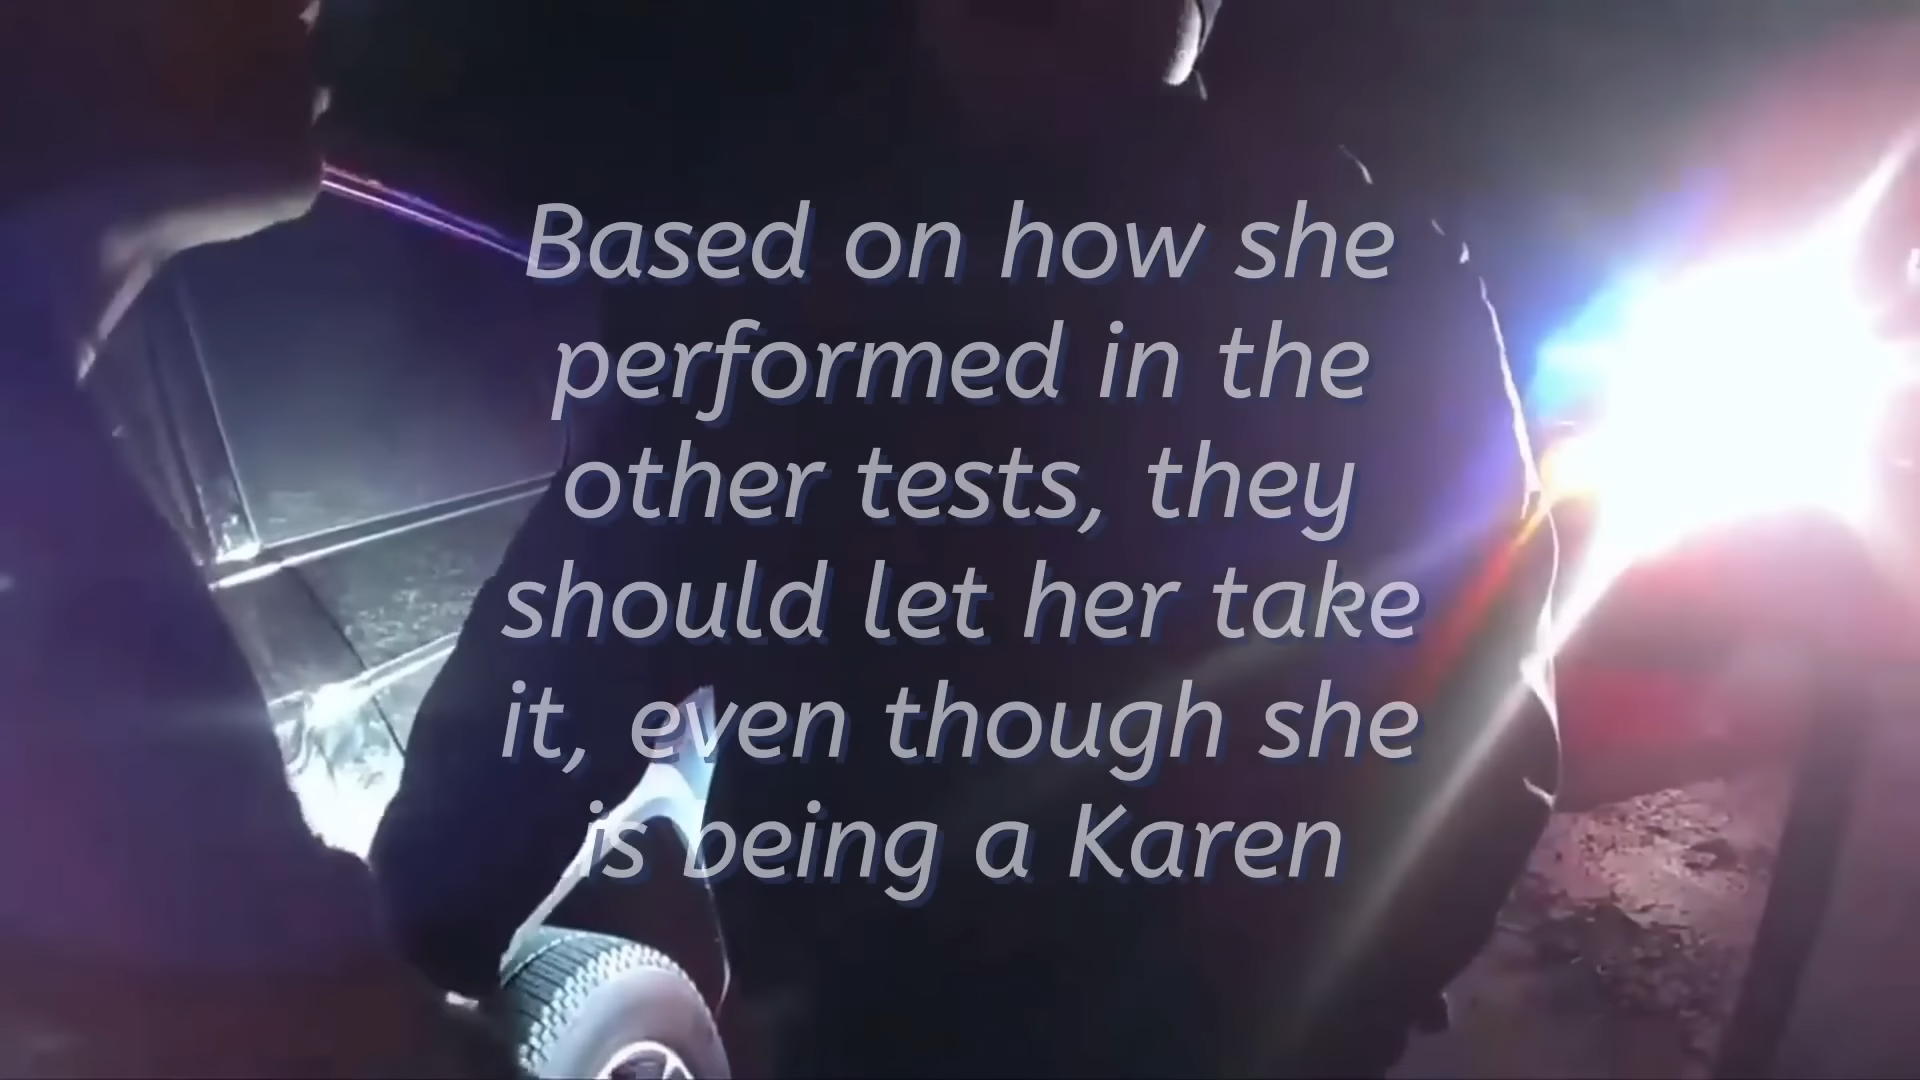 Based on how she
performed in the
other tests, they
should let her take
it, even though she
is being a Karen